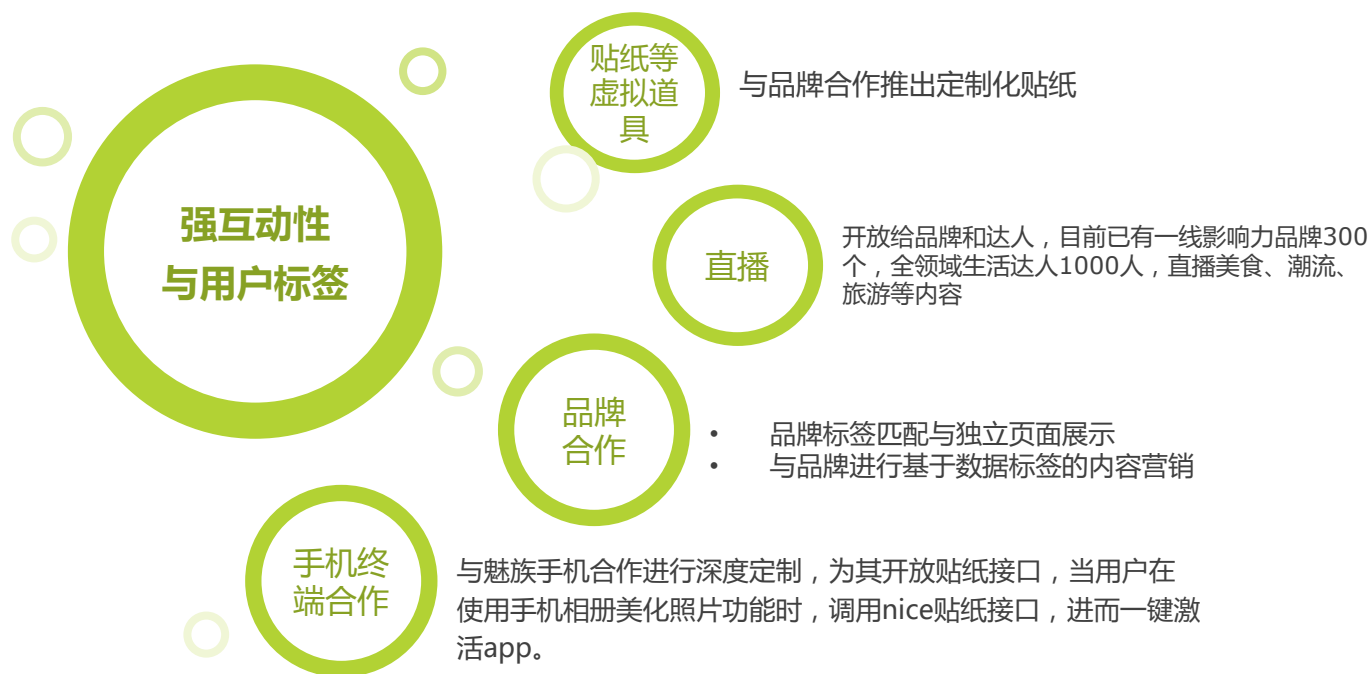 强互动性
与用户标签
贴纸等
虚拟道
具
与品牌合作推出定制化贴纸
直播
开放给品牌和达人，目前已有一线影响力品牌300
个，全领域生活达人1000人，直播美食、潮流、
旅游等内容
品牌
合作
• 品牌标签匹配与独立页面展示
• 与品牌进行基于数据标签的内容营销
手机终
端合作
与魅族手机合作进行深度定制，为其开放贴纸接口，当用户在
使用手机相册美化照片功能时，调用nice贴纸接口，进而一键激
活app。